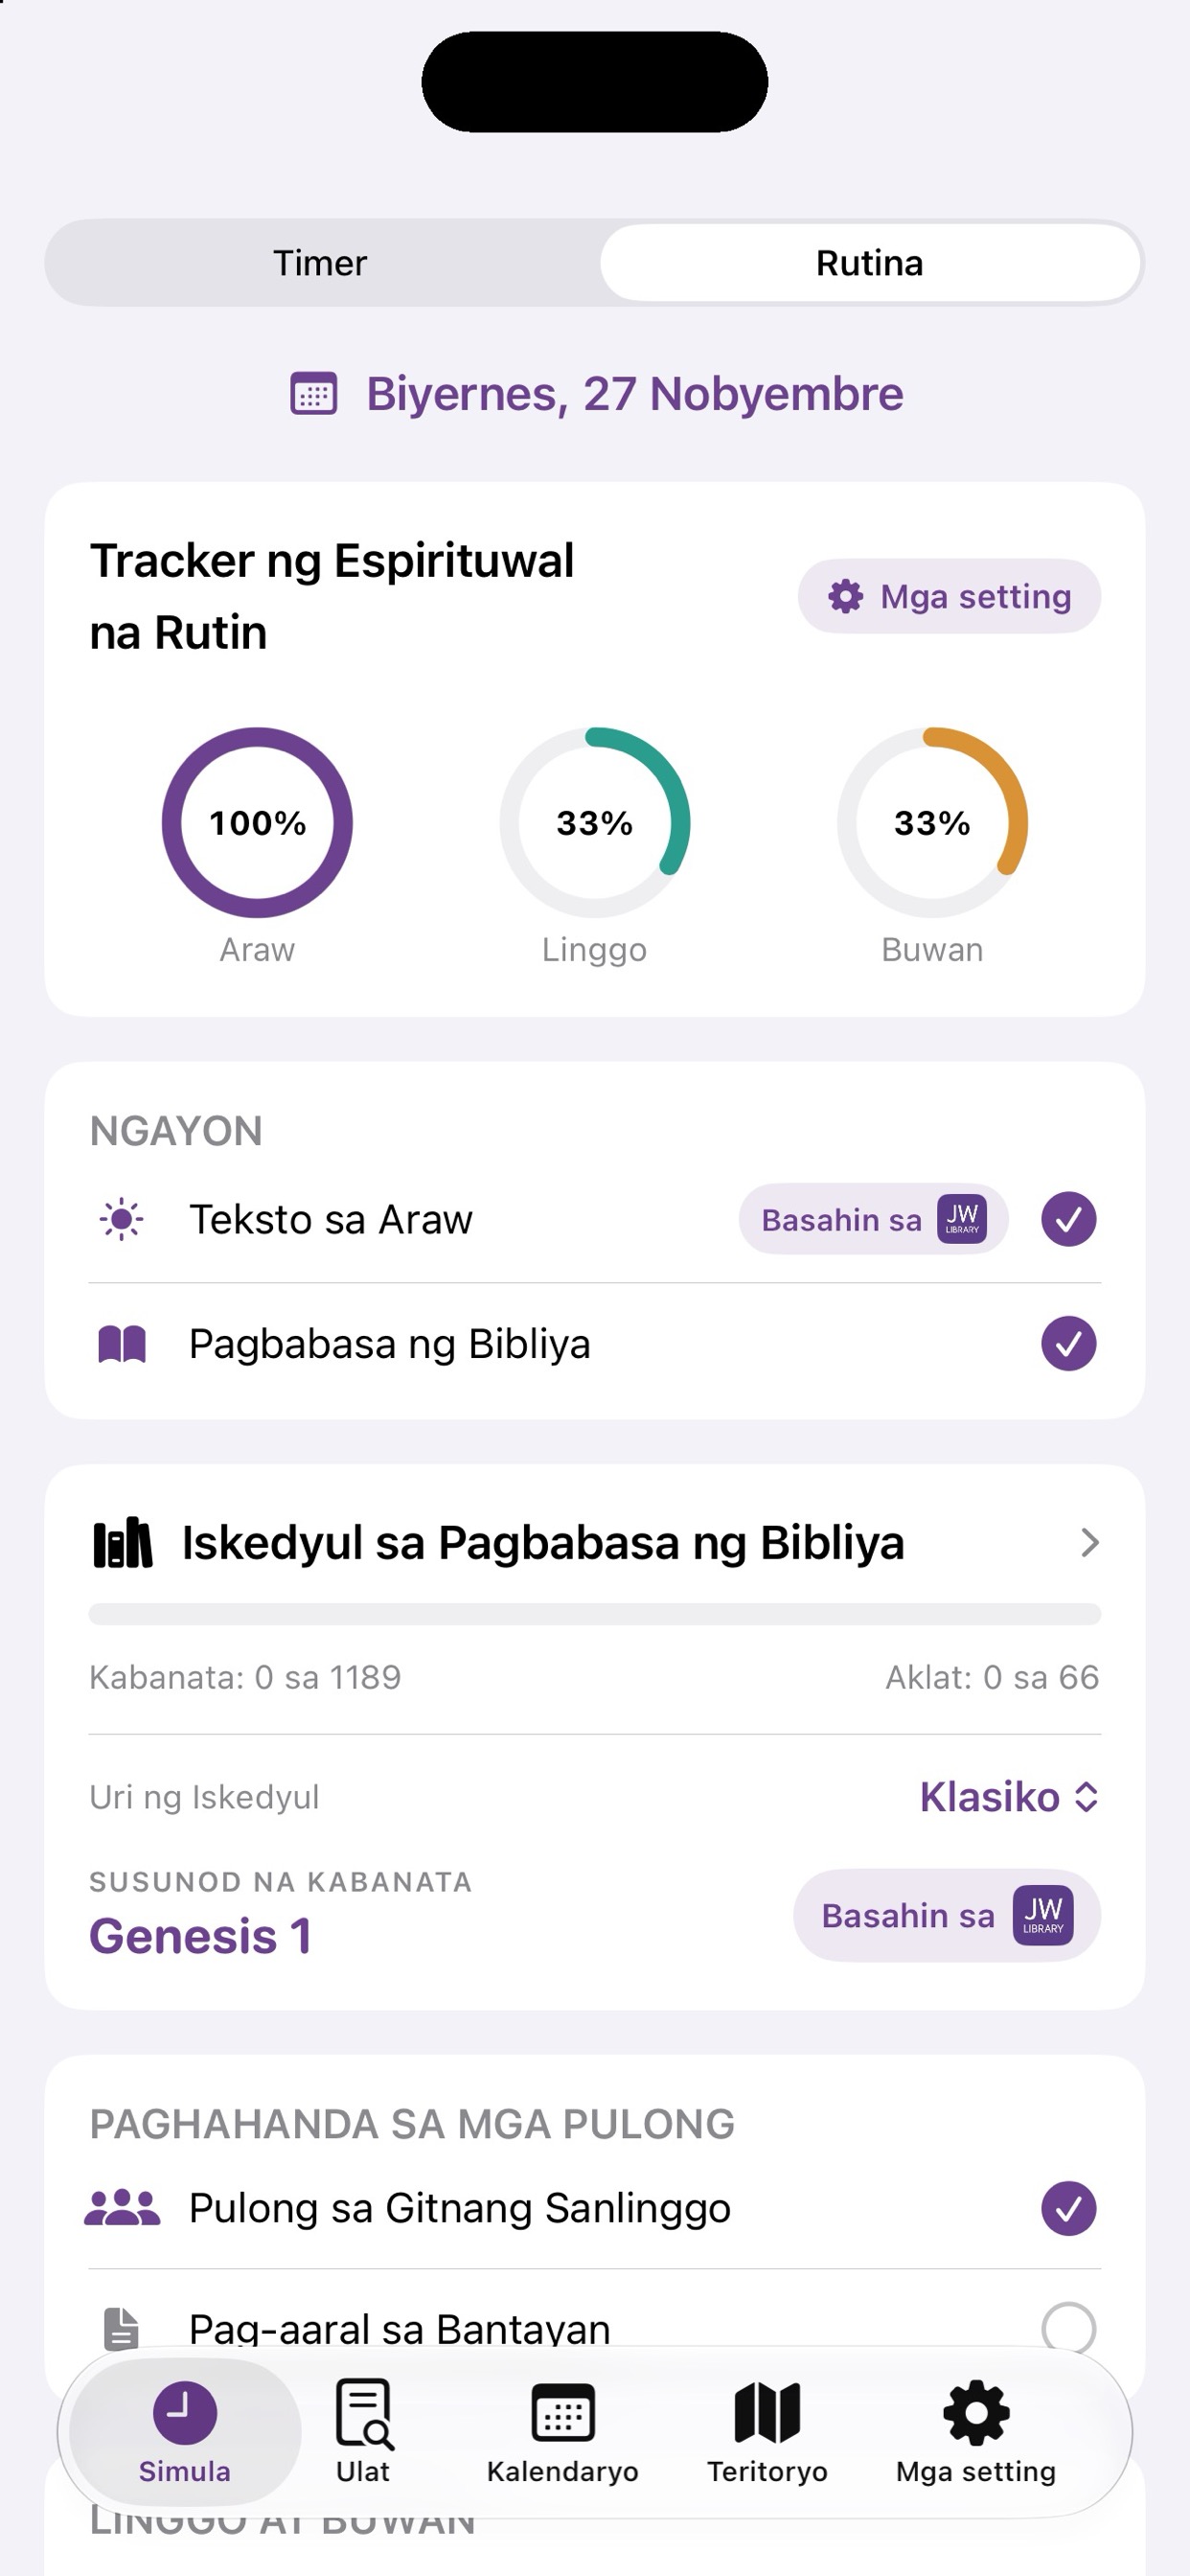 Timer
Rutina
Biyernes, 27 Nobyembre
Tracker ng Espirituwal
na Rutin
Mga setting
100%
33%
33%
Araw
Linggo
Buwan
NGAYON
Teksto sa Araw
Basahin sa
JW
LIBRARY
Pagbabasa ng Bibliya
Iskedyul sa Pagbabasa ng Bibliya
Kabanata: 0 sa 1189
Aklat: 0 sa 66
Uri ng Iskedyul
Klasiko
SUSUNOD NA KABANATA
Genesis 1
Basahin sa
JW
LIBRARY
PAGHAHANDA SA MGA PULONG
Pulong sa Gitnang Sanlinggo
Pag-aaral sa Bantayan
Simula
Ulat
Kalendaryo
Teritoryo
Mga setting
LINGGO AT BUWAN